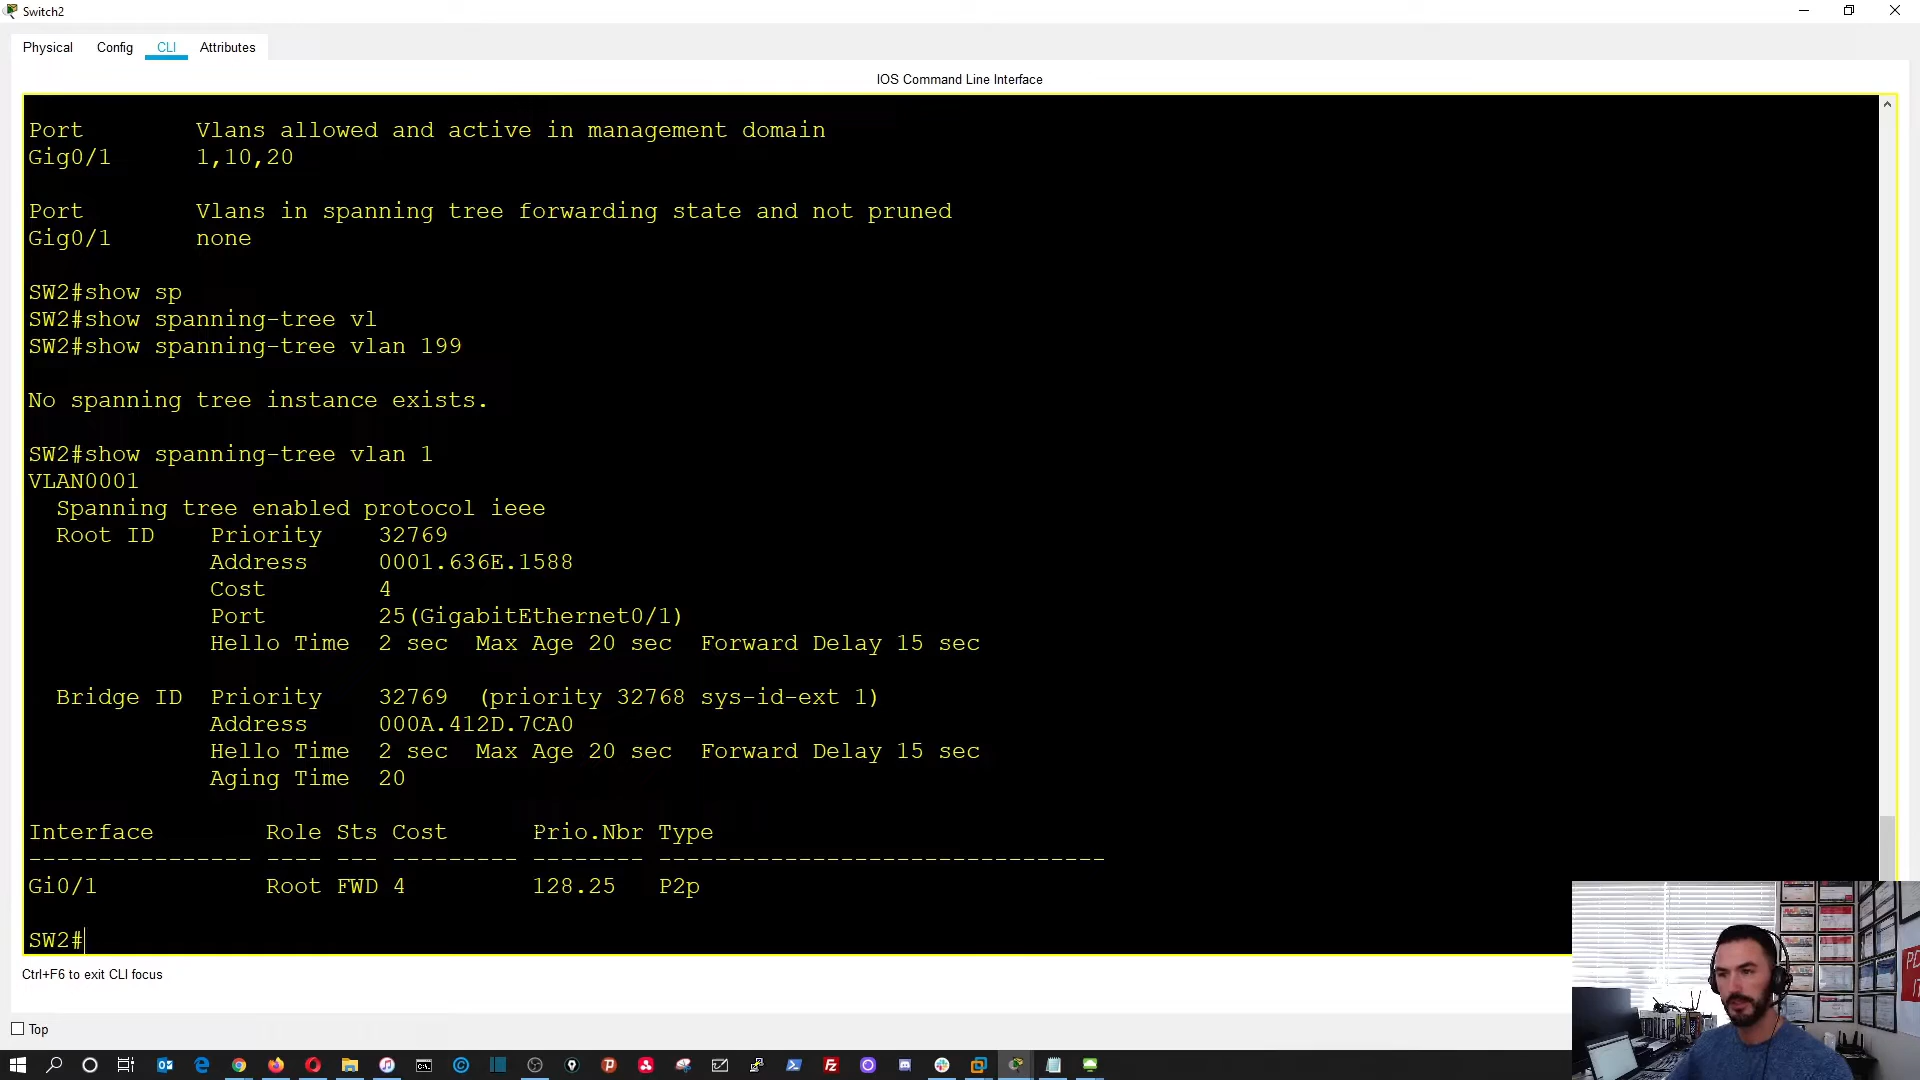 Switch2
Physical Config CLI Attributes
IOS Command Line Interface
Port Vlans allowed and active in management domain
Gig0/1 1,10,20
Port Vlans in spanning tree forwarding state and not pruned
Gig0/1 none
SW2#show sp
SW2#show spanning-tree vl
SW2#show spanning-tree vlan 199
No spanning tree instance exists.
SW2#show spanning-tree vlan 1
VLAN0001
Spanning tree enabled protocol ieee
Root ID Priority 32769
Address 0001.636E.1588
Cost 4
Port 25(GigabitEthernet0/1)
Hello Time 2 sec Max Age 20 sec Forward Delay 15 sec
Bridge ID Priority 32769 (priority 32768 sys-id-ext 1)
Address 000A.412D.7CA0
Hello Time 2 sec Max Age 20 sec Forward Delay 15 sec
Aging Time 20
Interface Role Sts Cost Prio.Nbr Type
---------------- ---- --- --------- -------- --------------------------------
Gi0/1 Root FWD 4 128.25 P2p
SW2#
Ctrl+F6 to exit CLI focus
Top